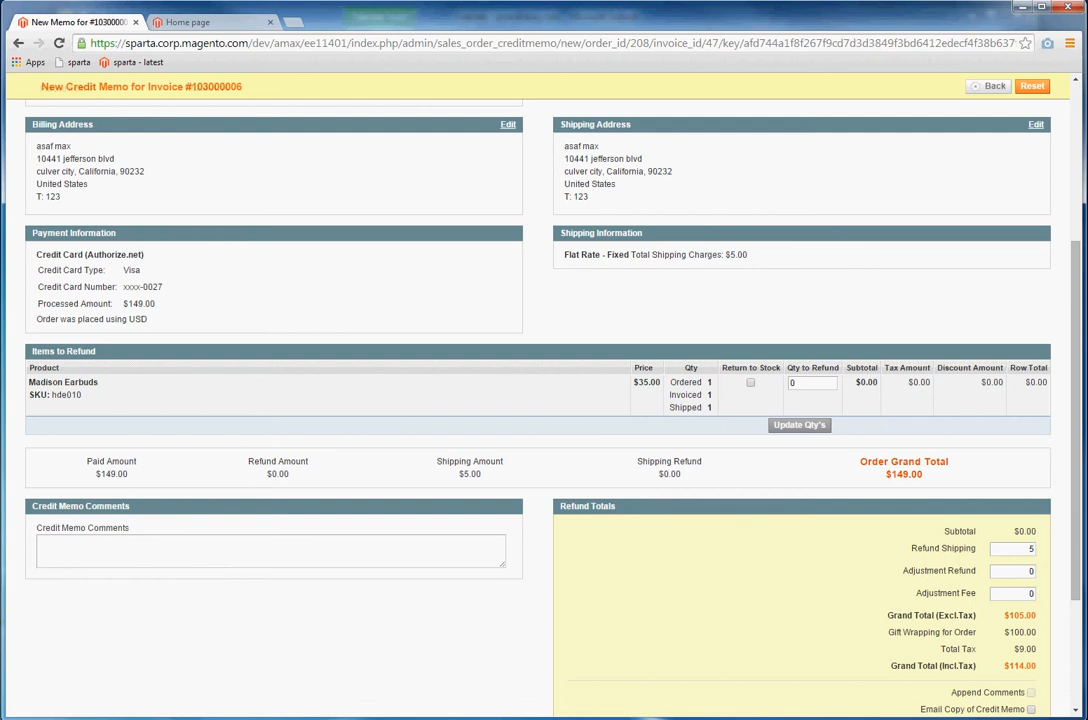 New Memo for #1030000
Home page
https://sparta.corp.magento.com/dev/amax/ee11401/index.php/admin/sales_order_creditmemo/new/order_id/208/invoice_id/47/key/afd744a1f8f267f9cd7d3d3849f3bd6412edecf4f38b637
Apps sparta sparta - latest
New Credit Memo for Invoice #103000006 Back Reset
Billing Address Edit
asaf max
10441 jefferson blvd
culver city, California, 90232
United States
T: 123
Shipping Address Edit
asaf max
10441 jefferson blvd
culver city, California, 90232
United States
T: 123
Payment Information
Credit Card (Authorize.net)
Credit Card Type: Visa
Credit Card Number: xxxx-0027
Processed Amount: $149.00
Order was placed using USD
Shipping Information
Flat Rate - Fixed Total Shipping Charges: $5.00
Items to Refund
Product Price Qty Return to Stock Qty to Refund Subtotal Tax Amount Discount Amount Row Total
Madison Earbuds $35.00 Ordered 1 0 $0.00 $0.00 $0.00 $0.00
SKU: hde010 Invoiced 1
Shipped 1
Update Qty's
Paid Amount Refund Amount Shipping Amount Shipping Refund Order Grand Total
$149.00 $0.00 $5.00 $0.00 $149.00
Credit Memo Comments
Credit Memo Comments
Refund Totals
Subtotal $0.00
Refund Shipping 5
Adjustment Refund 0
Adjustment Fee 0
Grand Total (Excl.Tax) $105.00
Gift Wrapping for Order $100.00
Total Tax $9.00
Grand Total (Incl.Tax) $114.00
Append Comments
Email Copy of Credit Memo